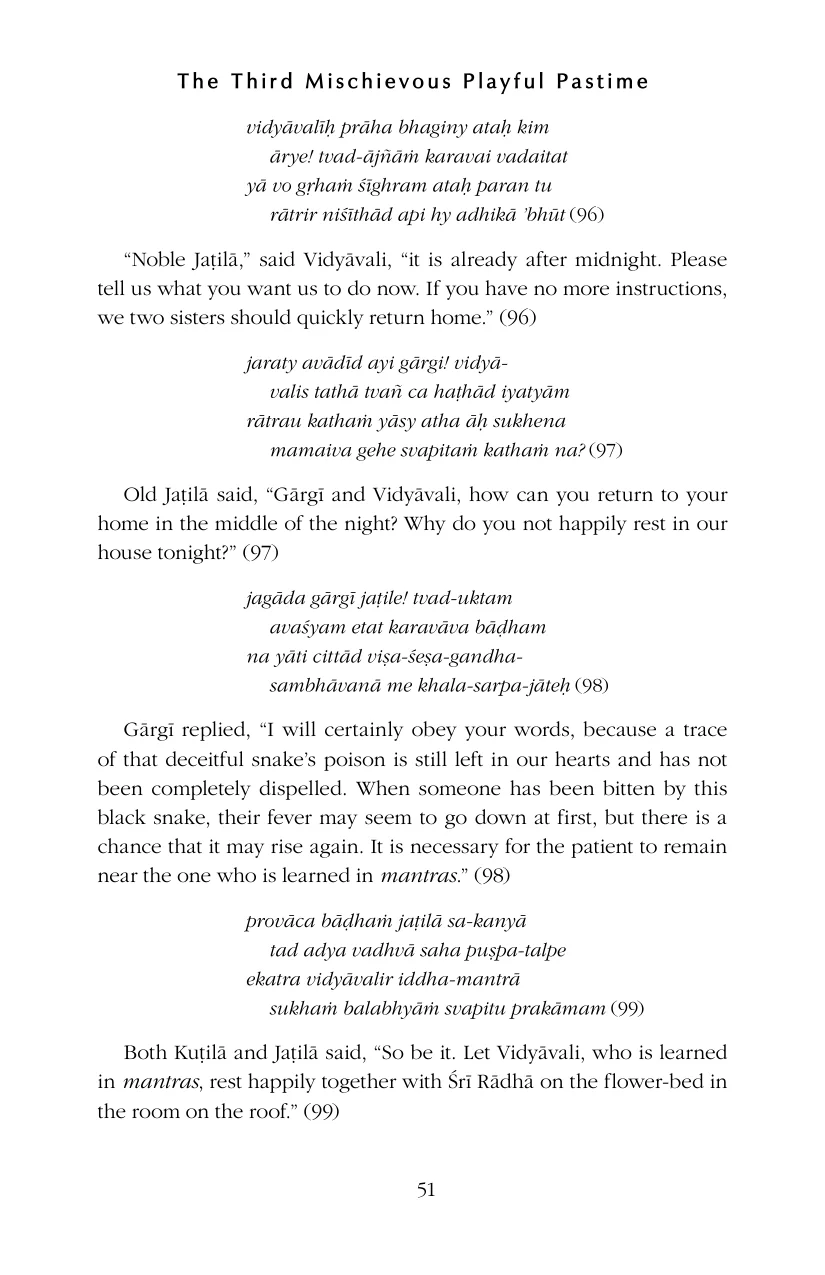 The Third Mischievous Playful Pastime
vidyāvalīḥ prāha bhaginy ataḥ kim
ārye! tvad-ājñāṁ karavai vadaitat
yā vo gṛhaṁ śīghram ataḥ paran tu
rātrir niśīthād api hy adhikā ’bhūt (96)
“Noble Jaṭilā,” said Vidyāvali, “it is already after midnight. Please
tell us what you want us to do now. If you have no more instructions,
we two sisters should quickly return home.” (96)
jaraty avādīd ayi gārgi! vidyā-
valis tathā tvañ ca haṭhād iyatyām
rātrau kathaṁ yāsy atha āḥ sukhena
mamaiva gehe svapitaṁ kathaṁ na? (97)
Old Jaṭilā said, “Gārgī and Vidyāvali, how can you return to your
home in the middle of the night? Why do you not happily rest in our
house tonight?” (97)
jagāda gārgī jaṭile! tvad-uktam
avaśyam etat karavāva bāḍham
na yāti cittād viṣa-śeṣa-gandha-
sambhāvanā me khala-sarpa-jāteḥ (98)
Gārgī replied, “I will certainly obey your words, because a trace
of that deceitful snake’s poison is still left in our hearts and has not
been completely dispelled. When someone has been bitten by this
black snake, their fever may seem to go down at first, but there is a
chance that it may rise again. It is necessary for the patient to remain
near the one who is learned in mantras.” (98)
provāca bāḍhaṁ jaṭilā sa-kanyā
tad adya vadhvā saha puṣpa-talpe
ekatra vidyāvalir iddha-mantrā
sukhaṁ balabhyāṁ svapitu prakāmam (99)
Both Kuṭilā and Jaṭilā said, “So be it. Let Vidyāvali, who is learned
in mantras, rest happily together with Śrī Rādhā on the flower-bed in
the room on the roof.” (99)
51